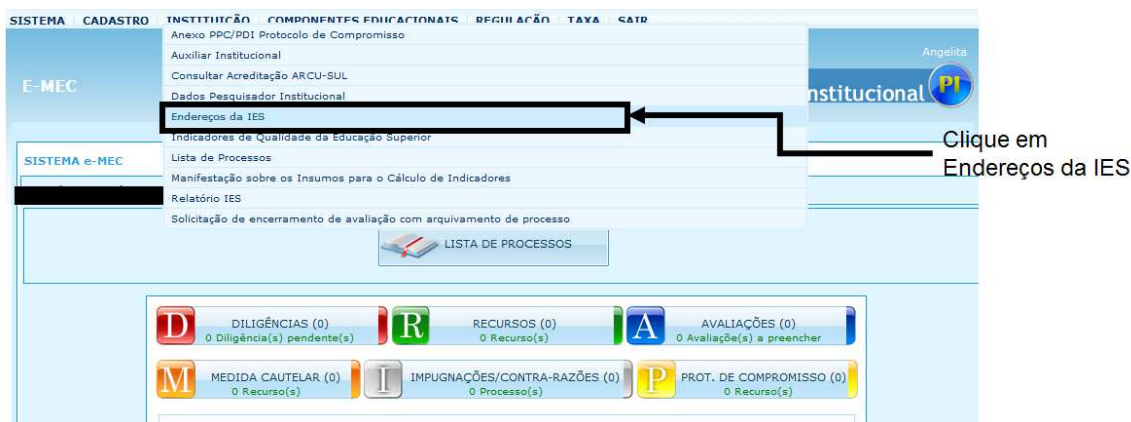 SISTEMA CADASTRO INSTITUIÇÃO COMPONENTES EDUCACIONAIS REGULAÇÃO TAXA SAIR
Anexo PPC/PDI Protocolo de Compromisso
Auxiliar Institucional
Consultar Acreditação ARCU-SUL
Dados Pesquisador Institucional
Endereços da IES
Indicadores de Qualidade da Educação Superior
Lista de Processos
Manifestação sobre os Insumos para o Cálculo de Indicadores
Relatório IES
Solicitação de encerramento de avaliação com arquivamento de processo
Angelita
E-MEC
nstitucional PI
Clique em
Endereços da IES
SISTEMA e-MEC
LISTA DE PROCESSOS
D DILIGÊNCIAS (0)
0 Diligência(s) pendente(s)
R RECURSOS (0)
0 Recurso(s)
A AVALIAÇÕES (0)
0 Avaliaçõe(s) a preencher
M MEDIDA CAUTELAR (0)
0 Recurso(s)
I IMPUGNAÇÕES/CONTRA-RAZÕES (0)
0 Processo(s)
P PROT. DE COMPROMISSO (0)
0 Recurso(s)